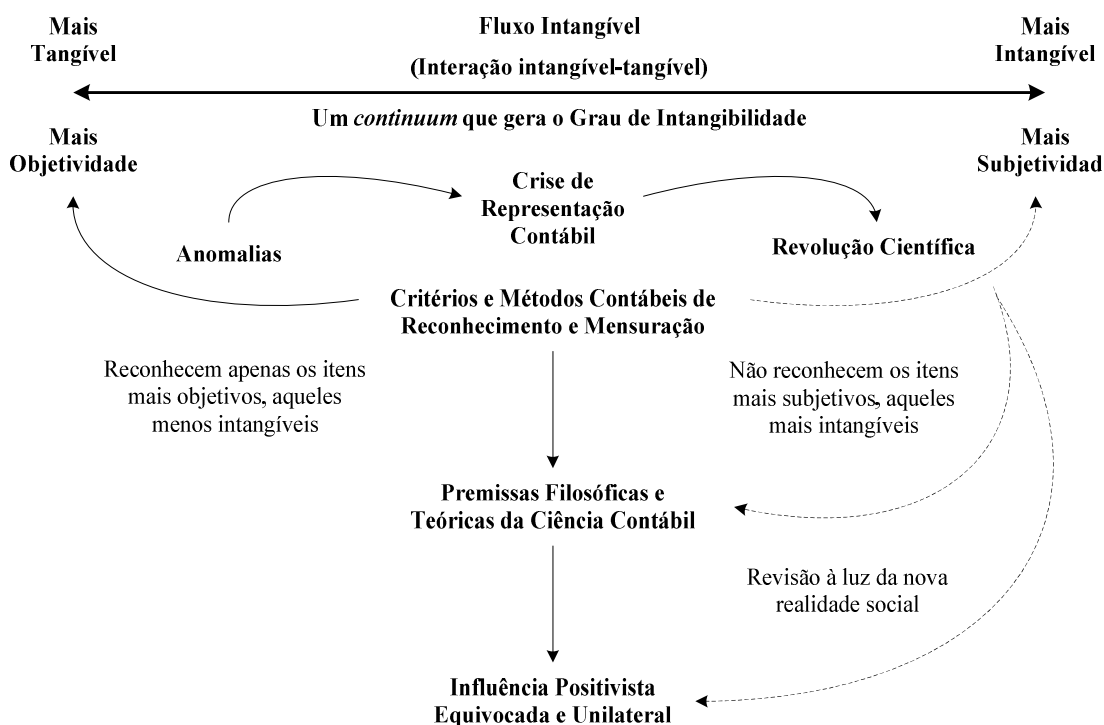 Mais
Tangível
Fluxo Intangível
(Interação intangível-tangível)
Mais
Intangível
Um continuum que gera o Grau de Intangibilidade
Mais
Objetividade
Mais
Subjetividad
Crise de
Representação
Contábil
Anomalias
Revolução Científica
Critérios e Métodos Contábeis de
Reconhecimento e Mensuração
Reconhecem apenas os itens
mais objetivos, aqueles
menos intangíveis
Não reconhecem os itens
mais subjetivos, aqueles
mais intangíveis
Premissas Filosóficas e
Teóricas da Ciência Contábil
Revisão à luz da nova
realidade social
Influência Positivista
Equivocada e Unilateral